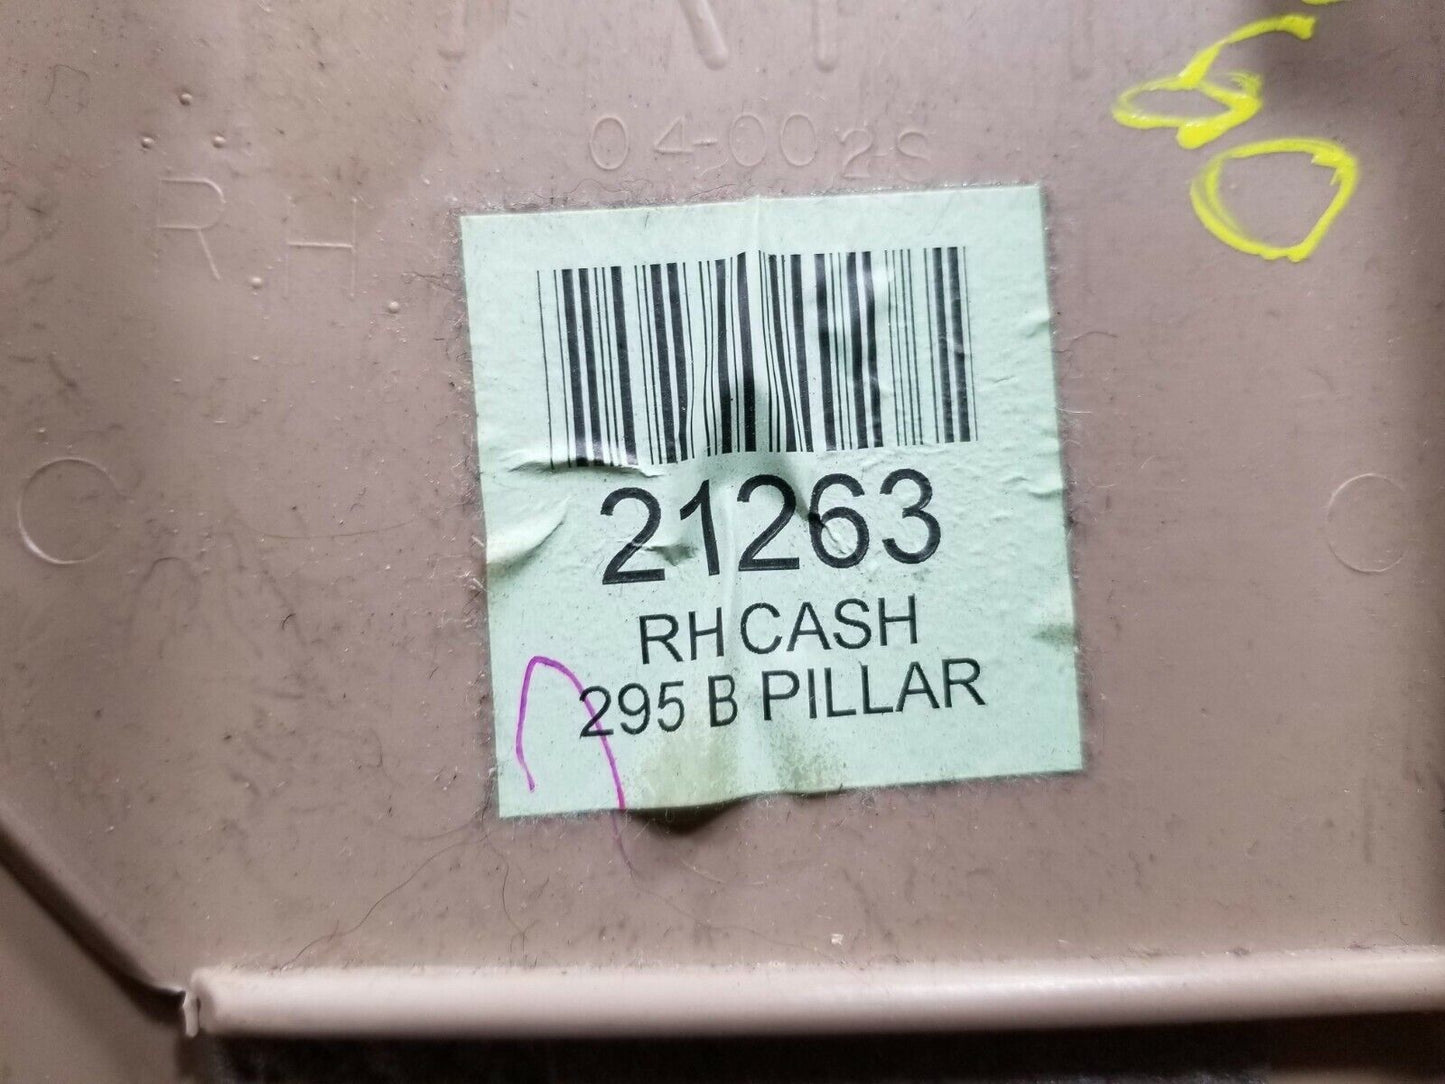 04-002S
RH
21263
RH CASH
295 B PILLAR